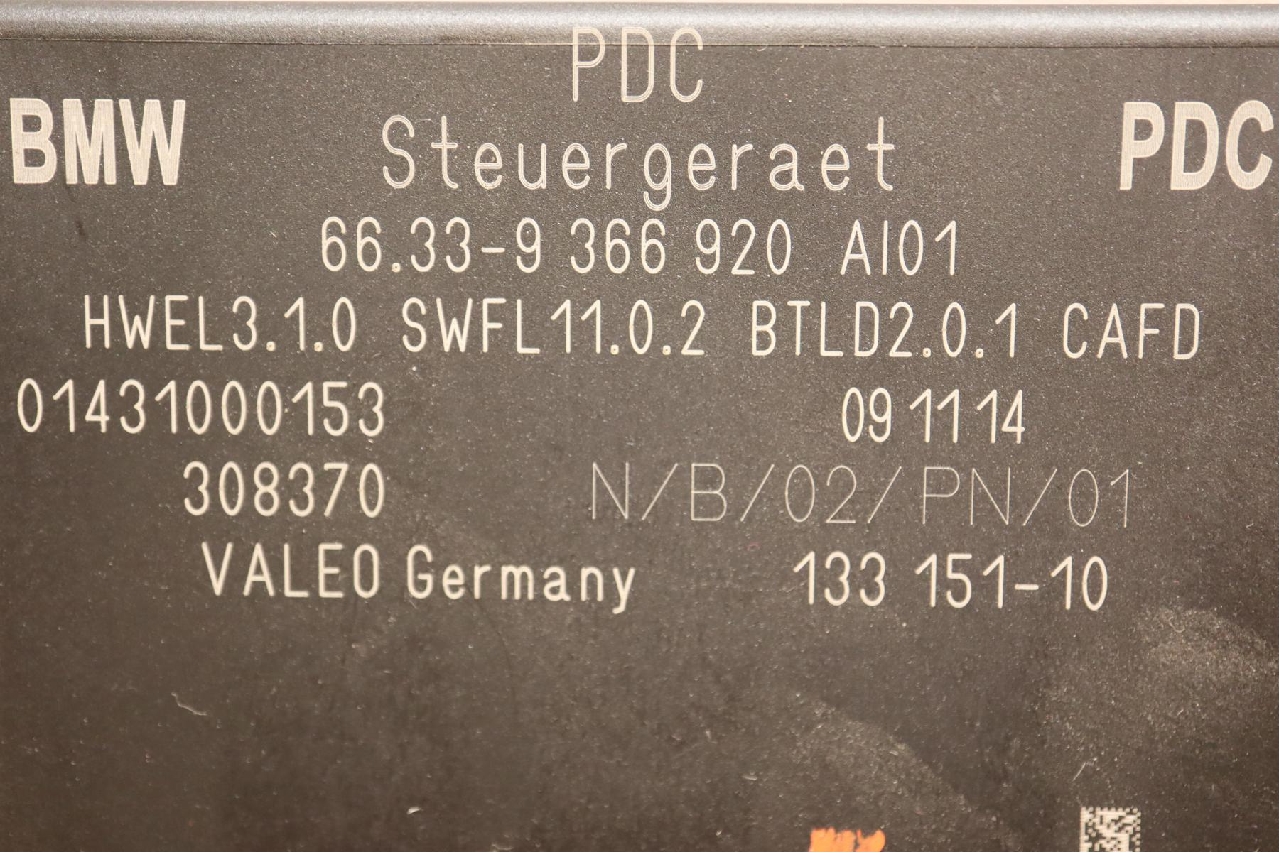 PDC
BMW Steuergeraet PDC
66.33-9 366 920 AI01
HWEL3.1.0 SWFL11.0.2 BTLD2.0.1 CAFD
01431000153 09 11 14
308370 N/B/02/PN/01
VALEO Germany 133 151-10